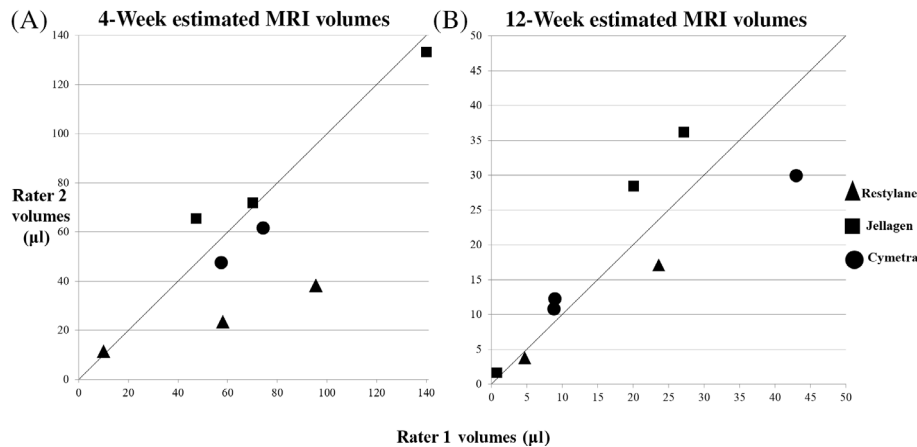 (A) 4-Week estimated MRI volumes
140
120
100
80
60
40
20
0
0 20 40 60 80 100 120 140
Rater 2
volumes
(µl)
(B) 12-Week estimated MRI volumes
50
45
40
35
30
25
20
15
10
5
0
0 5 10 15 20 25 30 35 40 45 50
Restylane
Jellagen
Cymetra
Rater 1 volumes (µl)